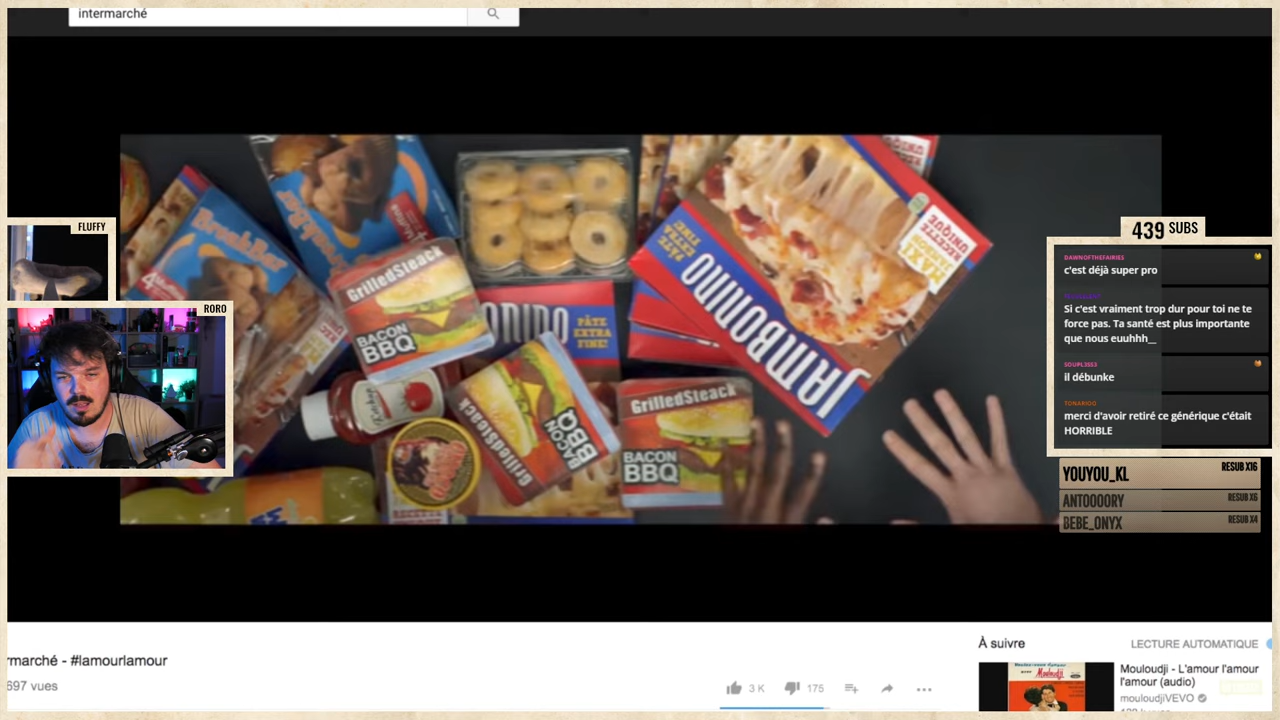 intermarché
FLUFFY
RORO
BreakBar
GrilledSteack
BACON
BBQ
JAMBONINO
PÂTE
EXTRA
FINE!
RECETTE
UNIQUE
MAXI
Ketchup
GrilledSteack
BACON
BBQ
GrilledSteack
BACON
BBQ
439 SUBS
DAWNOFTHEFAIRIES
c'est déjà super pro
Si c'est vraiment trop dur pour toi ne te
force pas. Ta santé est plus importante
que nous euuhhh__
il débunke
TONARIOO
merci d'avoir retiré ce générique c'était
HORRIBLE
YOUYOU_KL RESUB X16
ANTOOOORY RESUB X6
BEBE_ONYX RESUB X4
rmarché - #lamourlamour
697 vues
3 K
175
À suivre
LECTURE AUTOMATIQUE
Mouloudji - L'amour l'amour
l'amour (audio)
mouloudjiVEVO